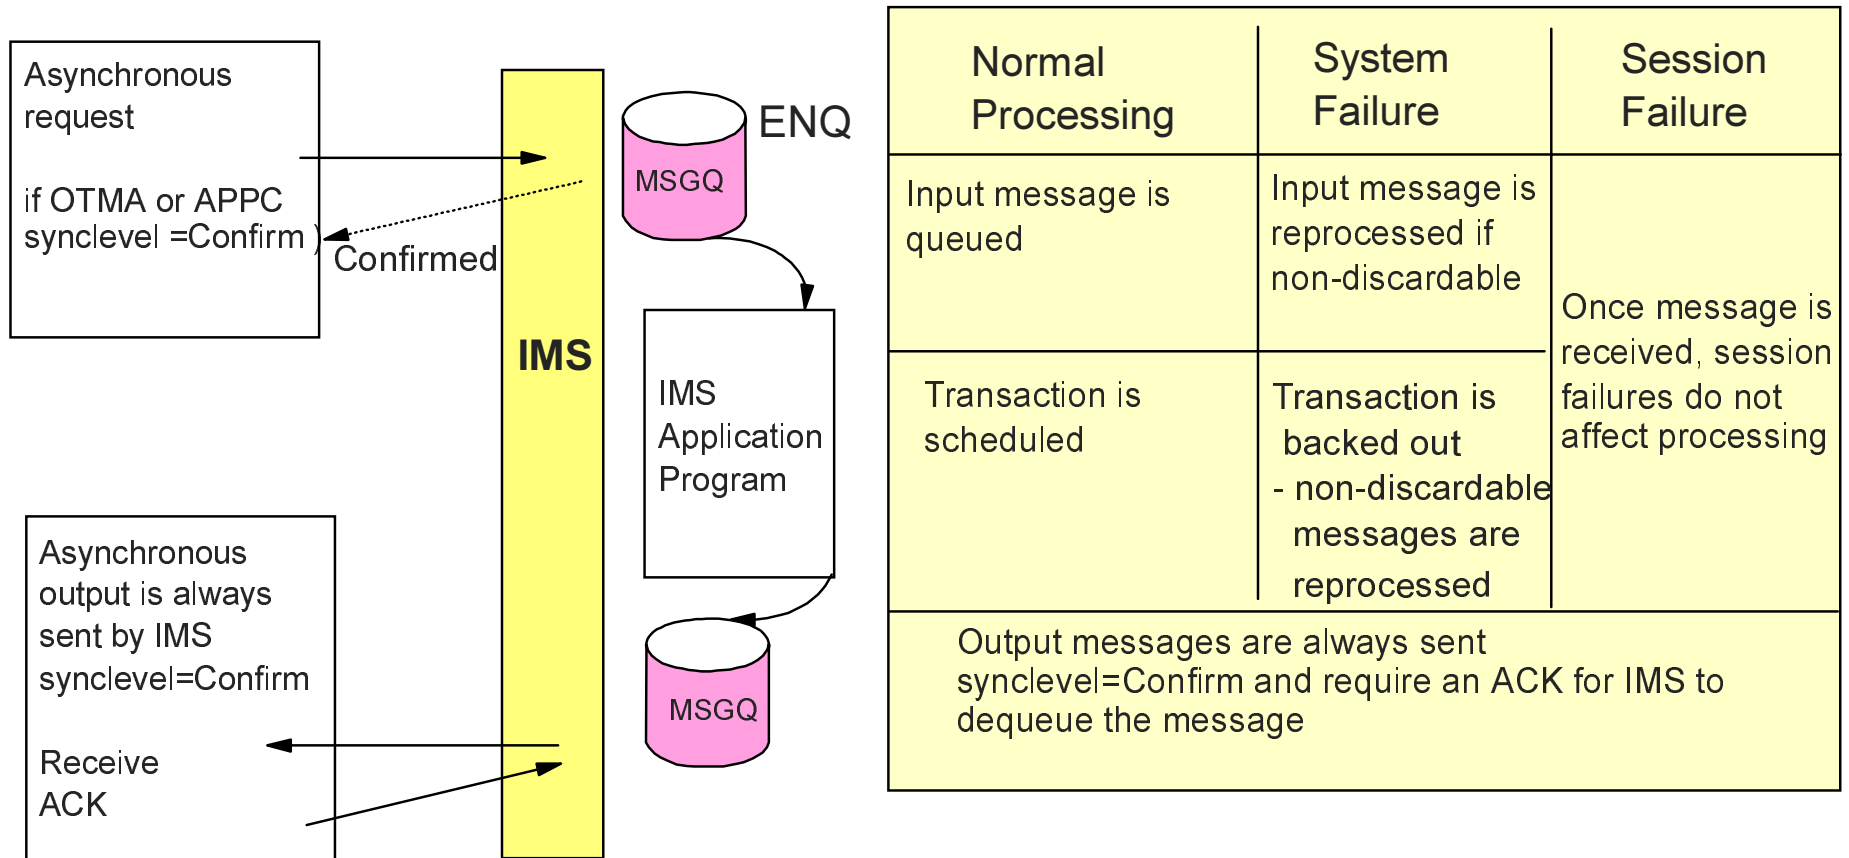 Asynchronous
request
if OTMA or APPC
synclevel =Confirm )
Confirmed
IMS
ENQ
MSGQ
IMS
Application
Program
MSGQ
Asynchronous
output is always
sent by IMS
synclevel=Confirm
Receive
ACK
Normal
Processing
System
Failure
Session
Failure
Input message is
queued
Input message is
reprocessed if
non-discardable
Once message is
received, session
failures do not
affect processing
Transaction is
scheduled
Transaction is
backed out
- non-discardable
messages are
reprocessed
Output messages are always sent
synclevel=Confirm and require an ACK for IMS to
dequeue the message